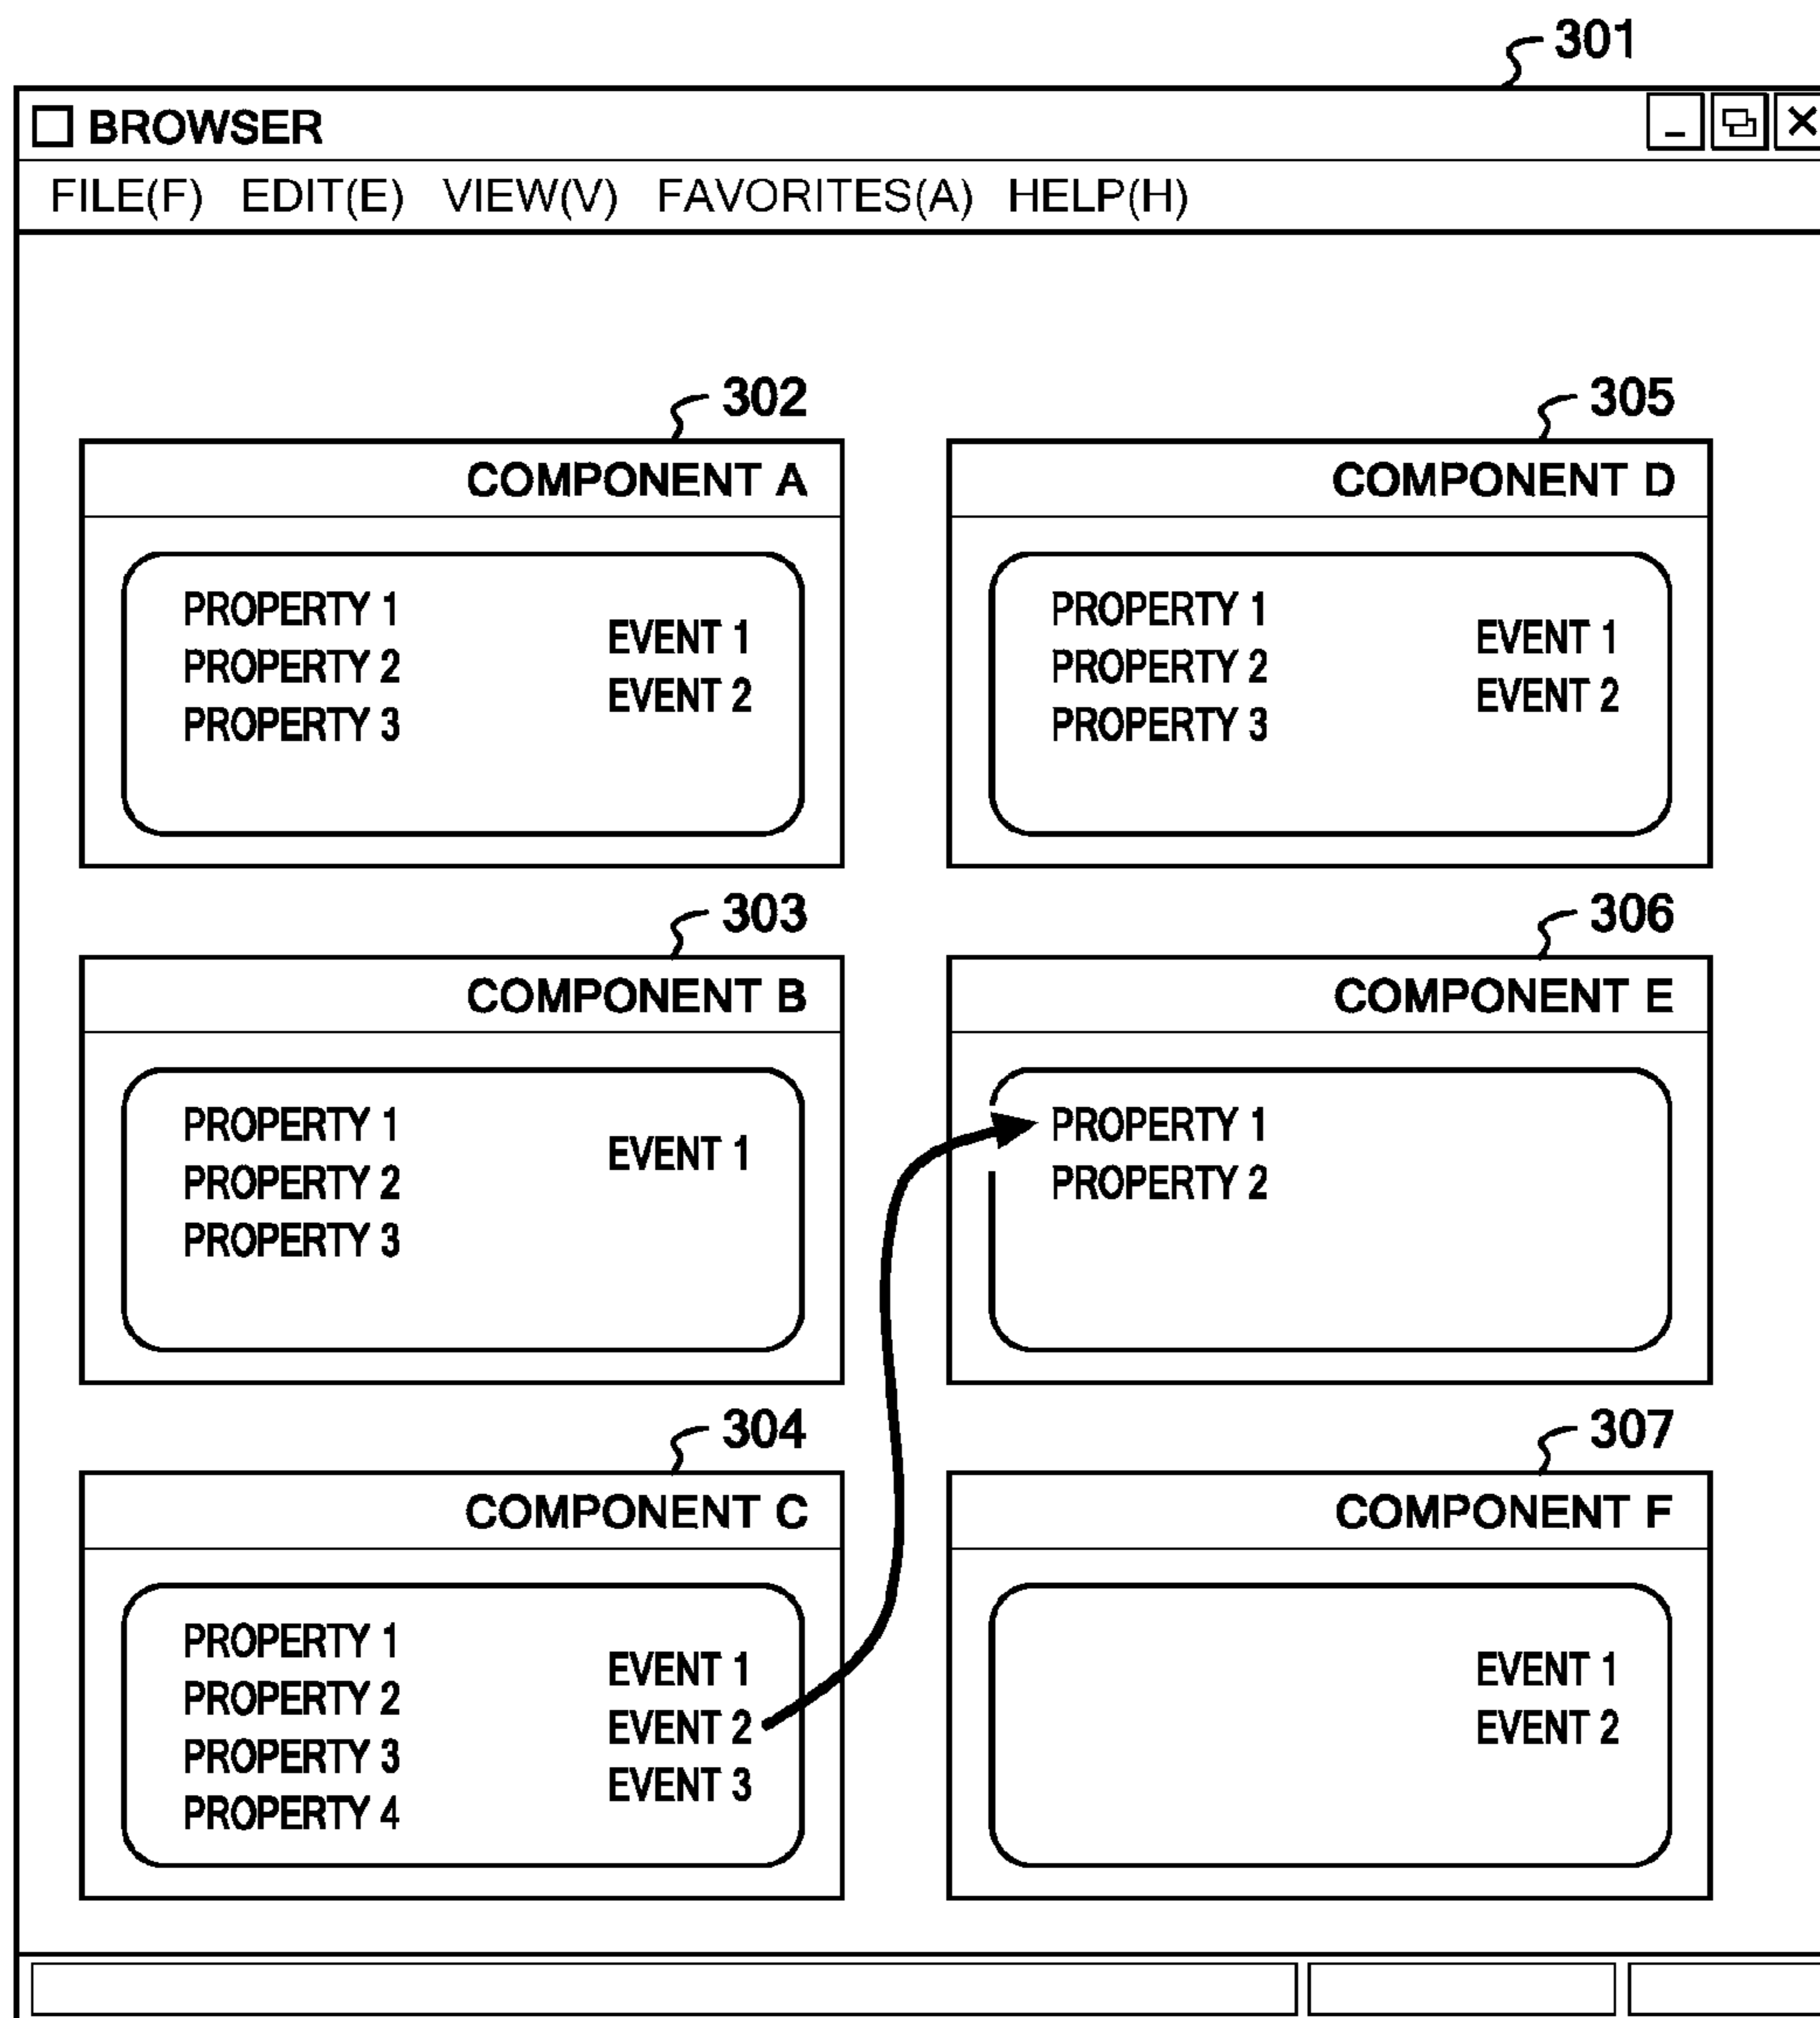 301
BROWSER
FILE(F) EDIT(E) VIEW(V) FAVORITES(A) HELP(H)
302
COMPONENT A
PROPERTY 1
PROPERTY 2
PROPERTY 3
EVENT 1
EVENT 2
305
COMPONENT D
PROPERTY 1
PROPERTY 2
PROPERTY 3
EVENT 1
EVENT 2
303
COMPONENT B
PROPERTY 1
PROPERTY 2
PROPERTY 3
EVENT 1
306
COMPONENT E
PROPERTY 1
PROPERTY 2
304
COMPONENT C
PROPERTY 1
PROPERTY 2
PROPERTY 3
PROPERTY 4
EVENT 1
EVENT 2
EVENT 3
307
COMPONENT F
EVENT 1
EVENT 2